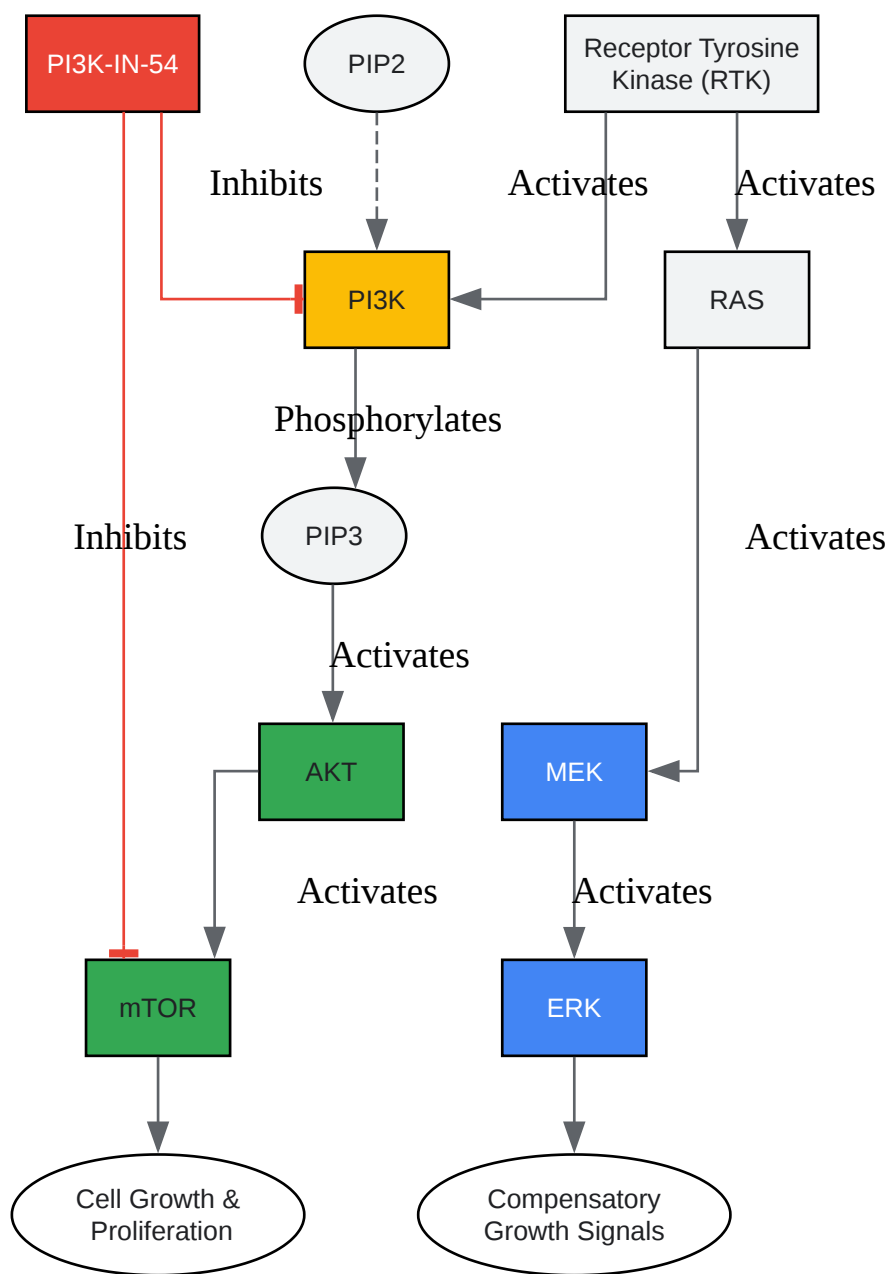 PI3K-IN-54
PIP2
Receptor Tyrosine
Kinase (RTK)
Inhibits
Activates
Activates
PI3K
RAS
Phosphorylates
PIP3
Inhibits
Activates
Activates
AKT
MEK
Activates
Activates
mTOR
ERK
Cell Growth &
Proliferation
Compensatory
Growth Signals